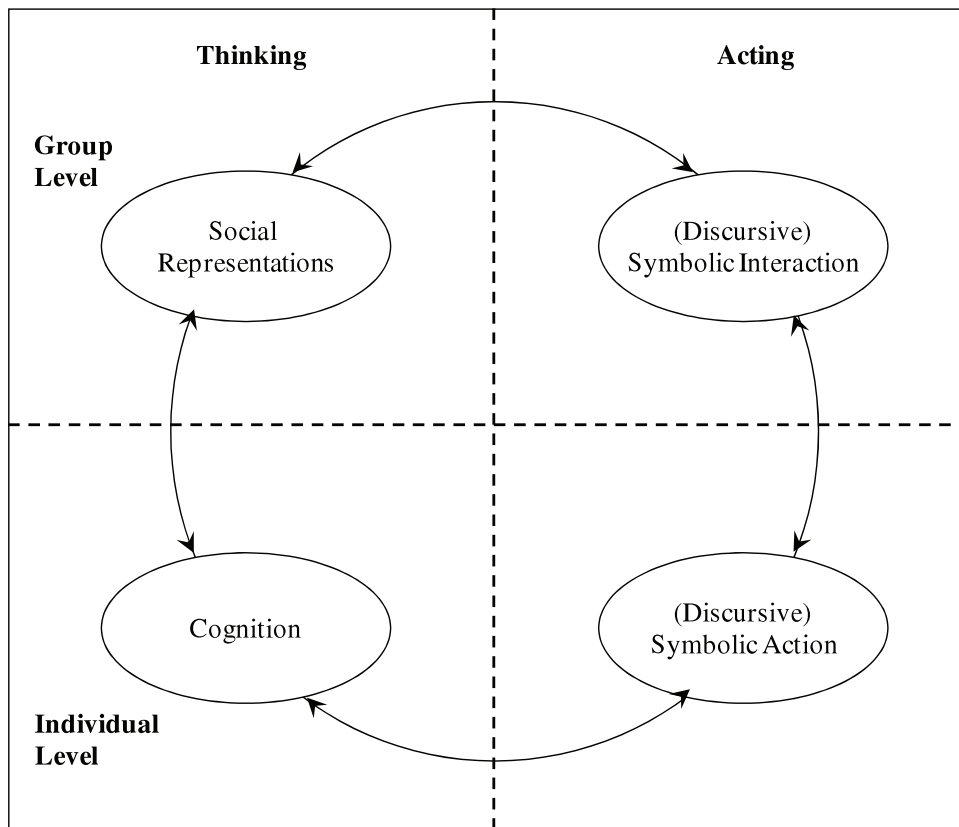 Thinking
Acting
Group
Level
Social
Representations
(Discursive)
Symbolic Interaction
Cognition
(Discursive)
Symbolic Action
Individual
Level